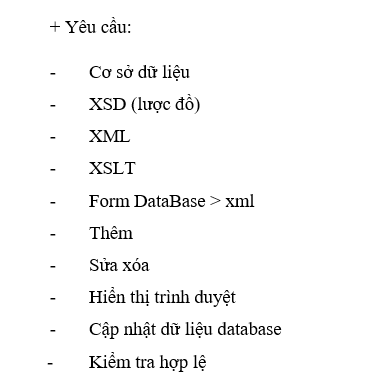 + Yêu cầu:
- Cơ sở dữ liệu
- XSD (lược đồ)
- XML
- XSLT
- Form DataBase > xml
- Thêm
- Sửa xóa
- Hiển thị trình duyệt
- Cập nhật dữ liệu database
- Kiểm tra hợp lệ